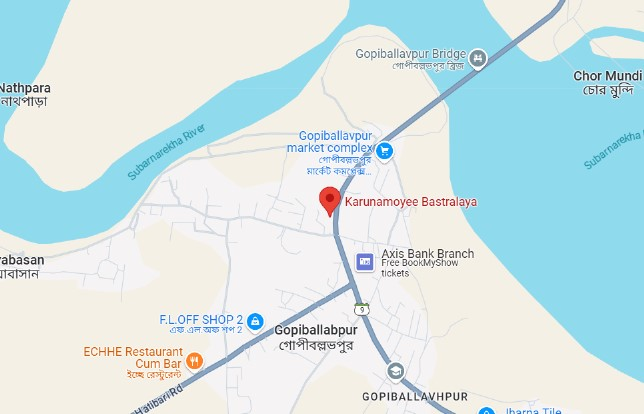 Gopiballavpur Bridge
গোপীবল্লভপুর ব্রিজ
Nathpara
নাথপাড়া
Chor Mundi
চোর মুন্দি
Subarnarekha River
Subarnarekha
Gopiballavpur
market complex
গোপীবল্লভপুর
মার্কেট কমপ্লেক্স...
Karunamoyee Bastralaya
Axis Bank Branch
Free BookMyShow
tickets
rabasan
য়াবাসান
9
F.L.OFF SHOP 2
এফ এল অফ শপ 2
Gopiballabpur
গোপীবল্লভপুর
ECHHE Restaurant
Cum Bar
ইচ্ছে রেস্টুরেন্ট
Hatibari Rd
GOPIBALLAVHPUR
Jharna Tile